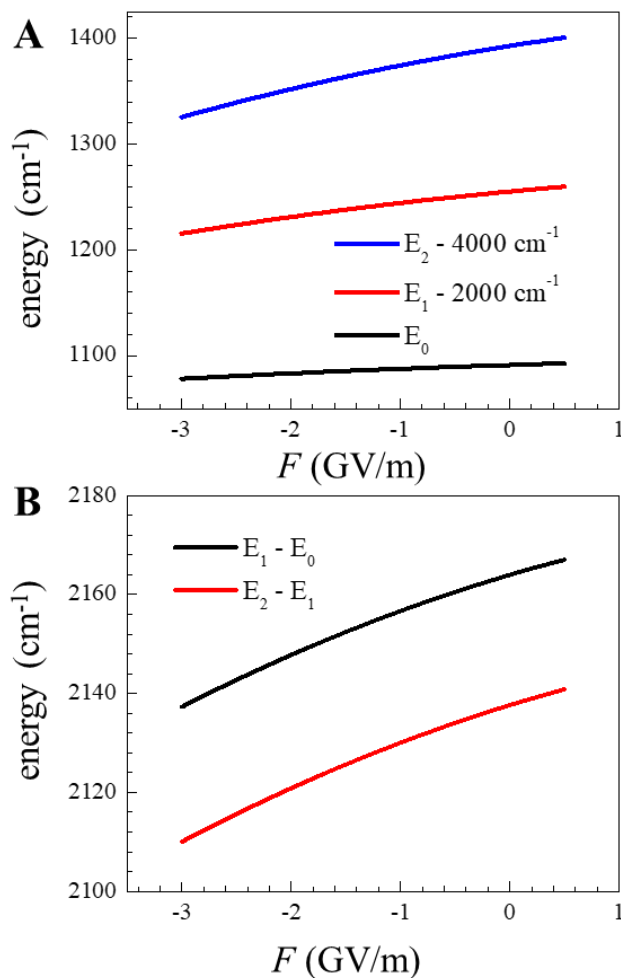 A
1400
1300
1200
1100
energy (cm-1)
E2 - 4000 cm-1
E1 - 2000 cm-1
E0
-3 -2 -1 0 1
F (GV/m)
B
2180
2160
2140
2120
2100
energy (cm-1)
E1 - E0
E2 - E1
-3 -2 -1 0 1
F (GV/m)